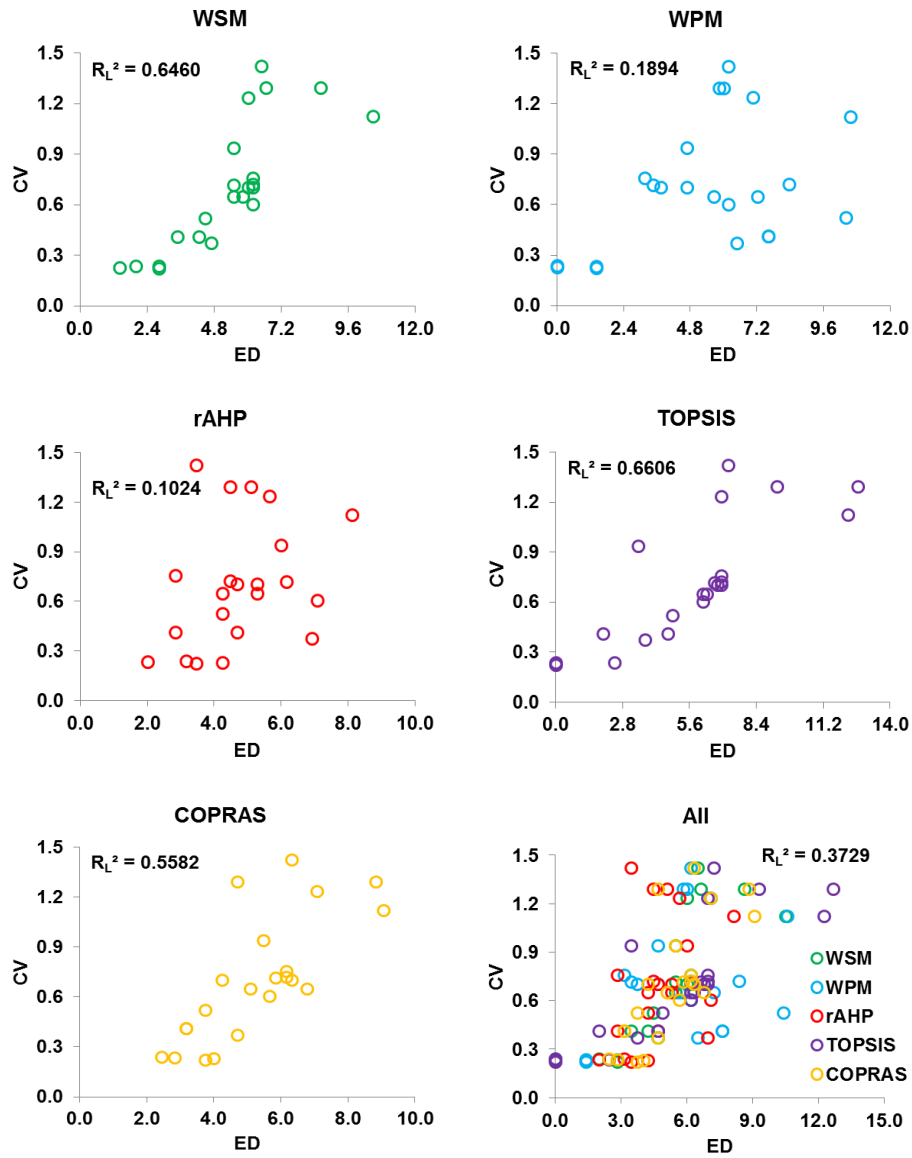 WSM
R_L² = 0.6460
1.5
1.2
0.9
0.6
0.3
0.0
CV
0.0 2.4 4.8 7.2 9.6 12.0
ED
WPM
R_L² = 0.1894
1.5
1.2
0.9
0.6
0.3
0.0
CV
0.0 2.4 4.8 7.2 9.6 12.0
ED
rAHP
R_L² = 0.1024
1.5
1.2
0.9
0.6
0.3
0.0
CV
0.0 2.0 4.0 6.0 8.0 10.0
ED
TOPSIS
R_L² = 0.6606
1.5
1.2
0.9
0.6
0.3
0.0
CV
0.0 2.8 5.6 8.4 11.2 14.0
ED
COPRAS
R_L² = 0.5582
1.5
1.2
0.9
0.6
0.3
0.0
CV
0.0 2.0 4.0 6.0 8.0 10.0
ED
All
R_L² = 0.3729
1.5
1.2
0.9
0.6
0.3
0.0
CV
WSM
WPM
rAHP
TOPSIS
COPRAS
0.0 3.0 6.0 9.0 12.0 15.0
ED